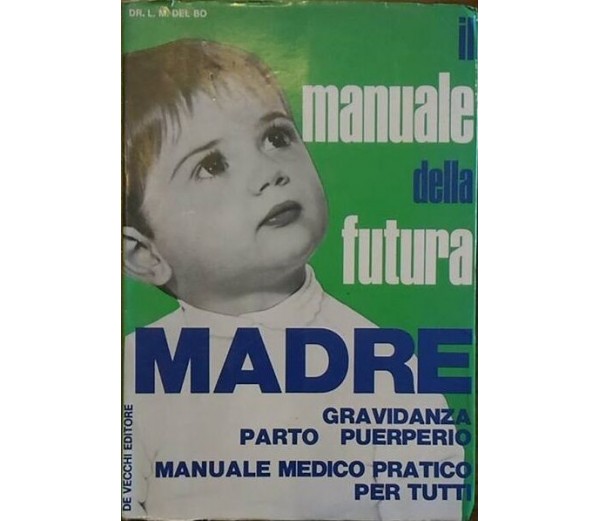 DR. L. M. DEL BO
il
manuale
della
futura
MADRE
GRAVIDANZA
PARTO PUERPERIO
MANUALE MEDICO PRATICO
PER TUTTI
DE VECCHI EDITORE